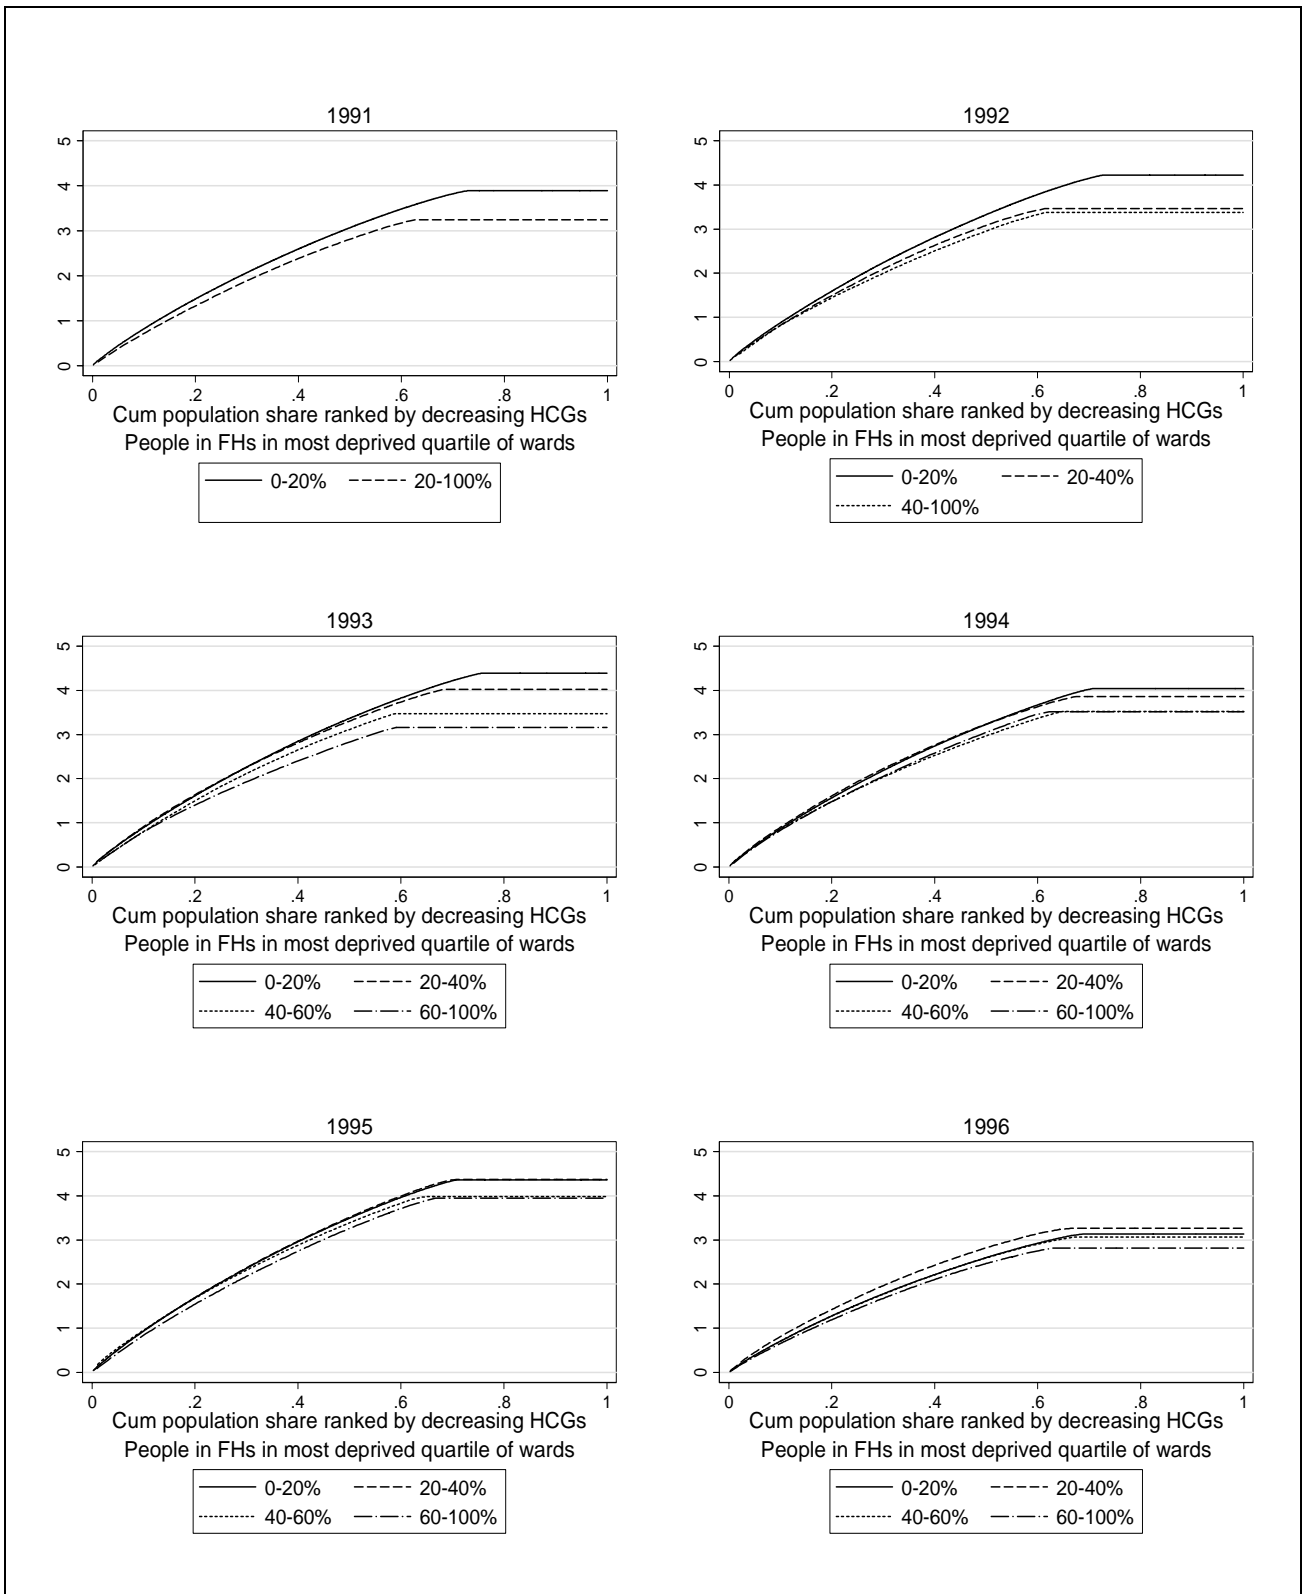 1991
5
4
3
2
1
0
0 .2 .4 .6 .8 1
Cum population share ranked by decreasing HCGs
People in FHs in most deprived quartile of wards
0-20% 20-100%
1992
5
4
3
2
1
0
0 .2 .4 .6 .8 1
Cum population share ranked by decreasing HCGs
People in FHs in most deprived quartile of wards
0-20% 20-40%
40-100%
1993
5
4
3
2
1
0
0 .2 .4 .6 .8 1
Cum population share ranked by decreasing HCGs
People in FHs in most deprived quartile of wards
0-20% 20-40%
40-60% 60-100%
1994
5
4
3
2
1
0
0 .2 .4 .6 .8 1
Cum population share ranked by decreasing HCGs
People in FHs in most deprived quartile of wards
0-20% 20-40%
40-60% 60-100%
1995
5
4
3
2
1
0
0 .2 .4 .6 .8 1
Cum population share ranked by decreasing HCGs
People in FHs in most deprived quartile of wards
0-20% 20-40%
40-60% 60-100%
1996
5
4
3
2
1
0
0 .2 .4 .6 .8 1
Cum population share ranked by decreasing HCGs
People in FHs in most deprived quartile of wards
0-20% 20-40%
40-60% 60-100%